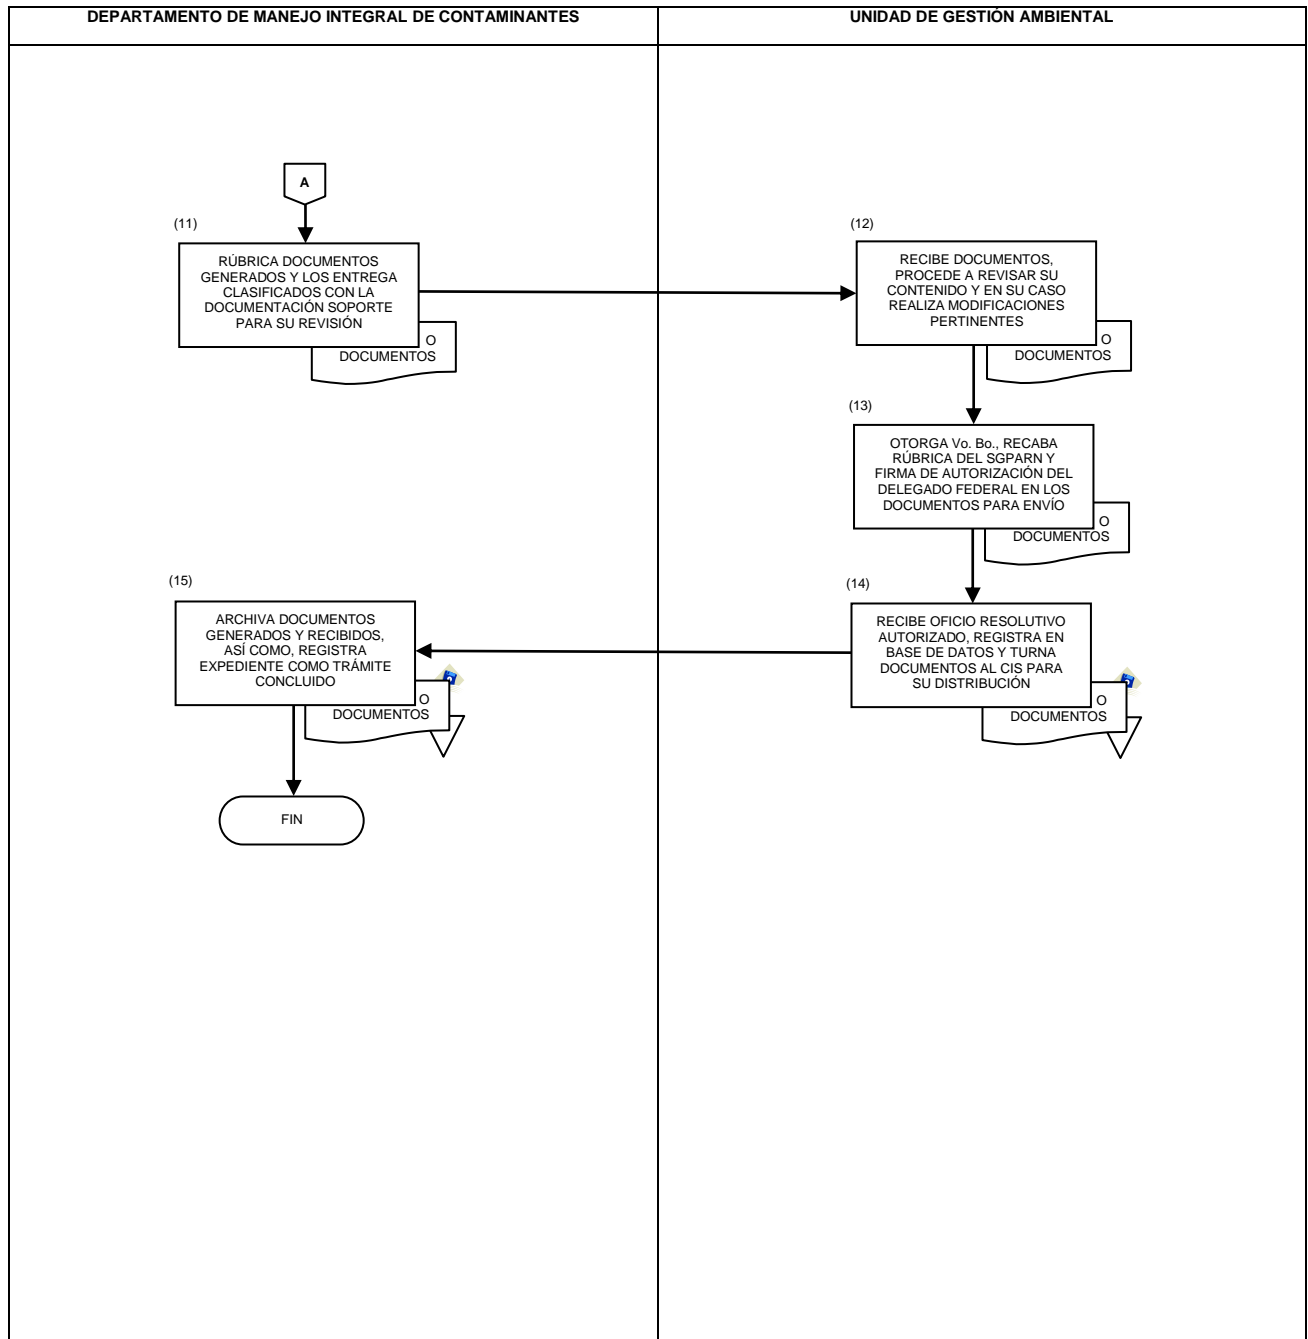 DEPARTAMENTO DE MANEJO INTEGRAL DE CONTAMINANTES
UNIDAD DE GESTIÓN AMBIENTAL
A
(11)
RÚBRICA DOCUMENTOS
GENERADOS Y LOS ENTREGA
CLASIFICADOS CON LA
DOCUMENTACIÓN SOPORTE
PARA SU REVISIÓN
O
DOCUMENTOS
(12)
RECIBE DOCUMENTOS,
PROCEDE A REVISAR SU
CONTENIDO Y EN SU CASO
REALIZA MODIFICACIONES
PERTINENTES
O
DOCUMENTOS
(13)
OTORGA Vo. Bo., RECABA
RÚBRICA DEL SGPARN Y
FIRMA DE AUTORIZACIÓN DEL
DELEGADO FEDERAL EN LOS
DOCUMENTOS PARA ENVÍO
O
DOCUMENTOS
(14)
RECIBE OFICIO RESOLUTIVO
AUTORIZADO, REGISTRA EN
BASE DE DATOS Y TURNA
DOCUMENTOS AL CIS PARA
SU DISTRIBUCIÓN
O
DOCUMENTOS
(15)
ARCHIVA DOCUMENTOS
GENERADOS Y RECIBIDOS,
ASÍ COMO, REGISTRA
EXPEDIENTE COMO TRÁMITE
CONCLUIDO
O
DOCUMENTOS
FIN